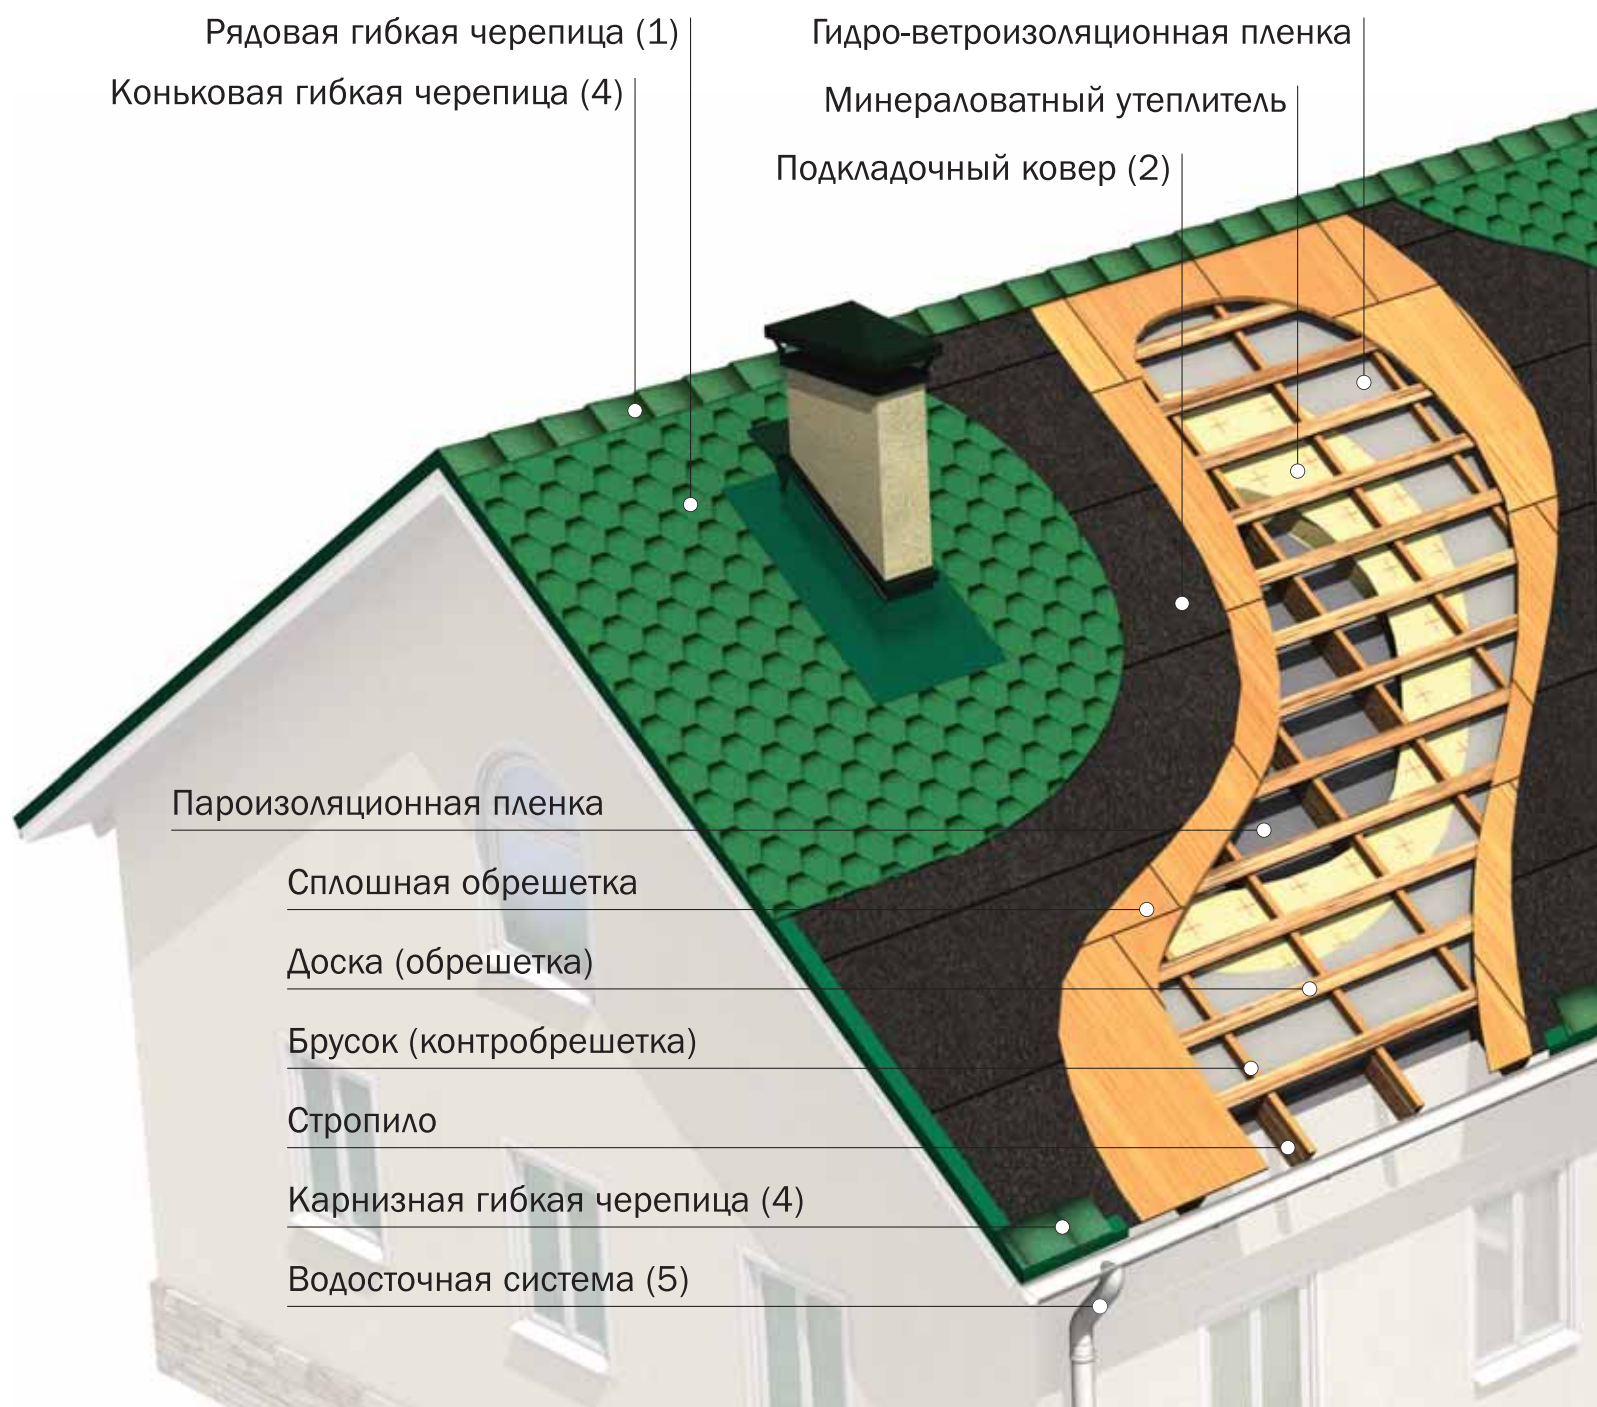 Рядовая гибкая черепица (1)
Коньковая гибкая черепица (4)
Гидро-ветроизоляционная пленка
Минераловатный утеплитель
Подкладочный ковер (2)
Пароизоляционная пленка
Сплошная обрешетка
Доска (обрешетка)
Брусок (контробрешетка)
Стропило
Карнизная гибкая черепица (4)
Водосточная система (5)